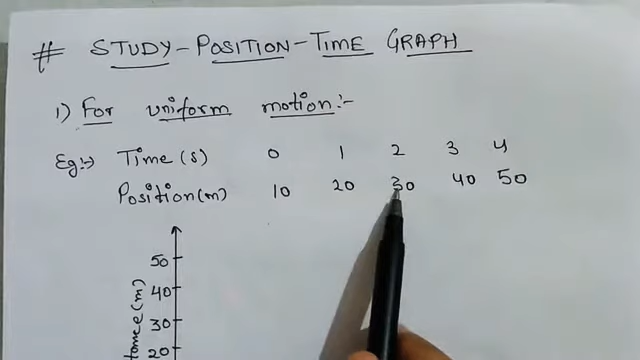 # STUDY-POSITION-TIME GRAPH
1) For uniform motion:-
Eg:-) Time(s) 0 1 2 3 4
Position(m) 10 20 30 40 50
50
40
30
20